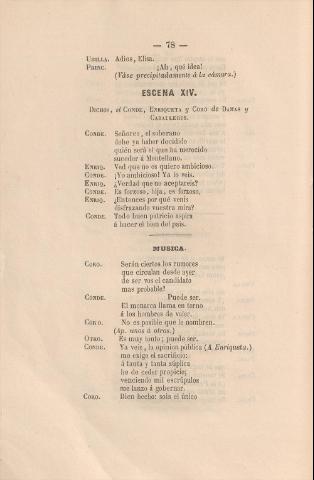 — 78 —
UBILLA. Adios, Elisa.
PRINC. ¡Ah, qué idea!
(Váse precipitadamente á la cámara.)
ESCENA XIV.
DICHOS, el CONDE, ENRIQUETA y CORO de DAMAS y
CABALLEROS.
CONDE. Señores, el soberano
debe ya haber decidido
quién será el que ha merecido
suceder á Montellano.
ENRIQ. Ved que no es quiero ambicioso.
CONDE. ¡Yo ambicioso! Ya lo veis.
ENRIQ. ¿Verdad que no aceptareis?
CONDE. Es forzoso, hija, es forzoso.
ENRIQ. ¿Entonces por qué venis
disfrazando vuestra mira?
CONDE. Todo buen patricio aspira
á hacer el bien del pais.
MUSICA.
CORO. Serán ciertos los rumores
que circulan desde ayer
de ser vos el candidato
mas probable?
CONDE. Puede ser.
El monarca llama en torno
á los hombres de valer.
CORO. No es posible que le nombren.
(Ap. unos á otros.)
OTRO. Es muy tonto; puede ser.
CONDE. Ya veis, la opinion pública (A Enriqueta.)
me exige el sacrificio:
á tanta y tanta súplica
he de ceder propicio;
venciendo mil escrúpulos
me lanzo á gobernar.
CORO. Bien hecho: sois el único